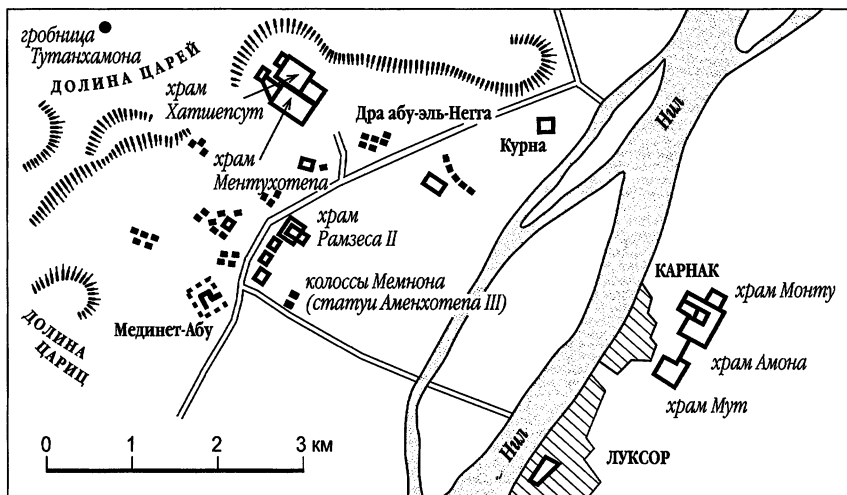 гробница
Тутанхамона
ДОЛИНА ЦАРЕЙ
храм
Хатшепсут
храм
Ментухотепа
Дра абу-эль-Негга
Курна
Нил
храм
Рамзеса II
колоссы Мемнона
(статуи Аменхотепа III)
Мединет-Абу
ДОЛИНА
ЦАРИЦ
КАРНАК
храм Монту
храм Амона
храм Мут
Нил
ЛУКСОР
0 1 2 3 км